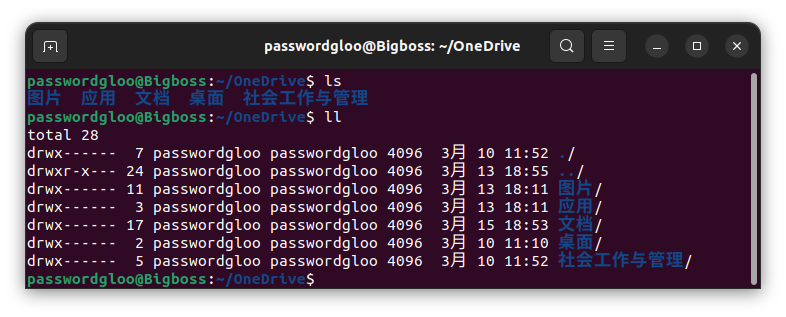 passwordgloo@Bigboss: ~/OneDrive
passwordgloo@Bigboss:~/OneDrive$ ls
图片  应用  文档  桌面  社会工作与管理
passwordgloo@Bigboss:~/OneDrive$ ll
total 28
drwx------  7 passwordgloo passwordgloo 4096  3月 10 11:52 ./
drwxr-x--- 24 passwordgloo passwordgloo 4096  3月 13 18:55 ../
drwx------ 11 passwordgloo passwordgloo 4096  3月 13 18:11 图片/
drwx------  3 passwordgloo passwordgloo 4096  3月 13 18:11 应用/
drwx------ 17 passwordgloo passwordgloo 4096  3月 15 18:53 文档/
drwx------  2 passwordgloo passwordgloo 4096  3月 10 11:10 桌面/
drwx------  5 passwordgloo passwordgloo 4096  3月 10 11:52 社会工作与管理/
passwordgloo@Bigboss:~/OneDrive$